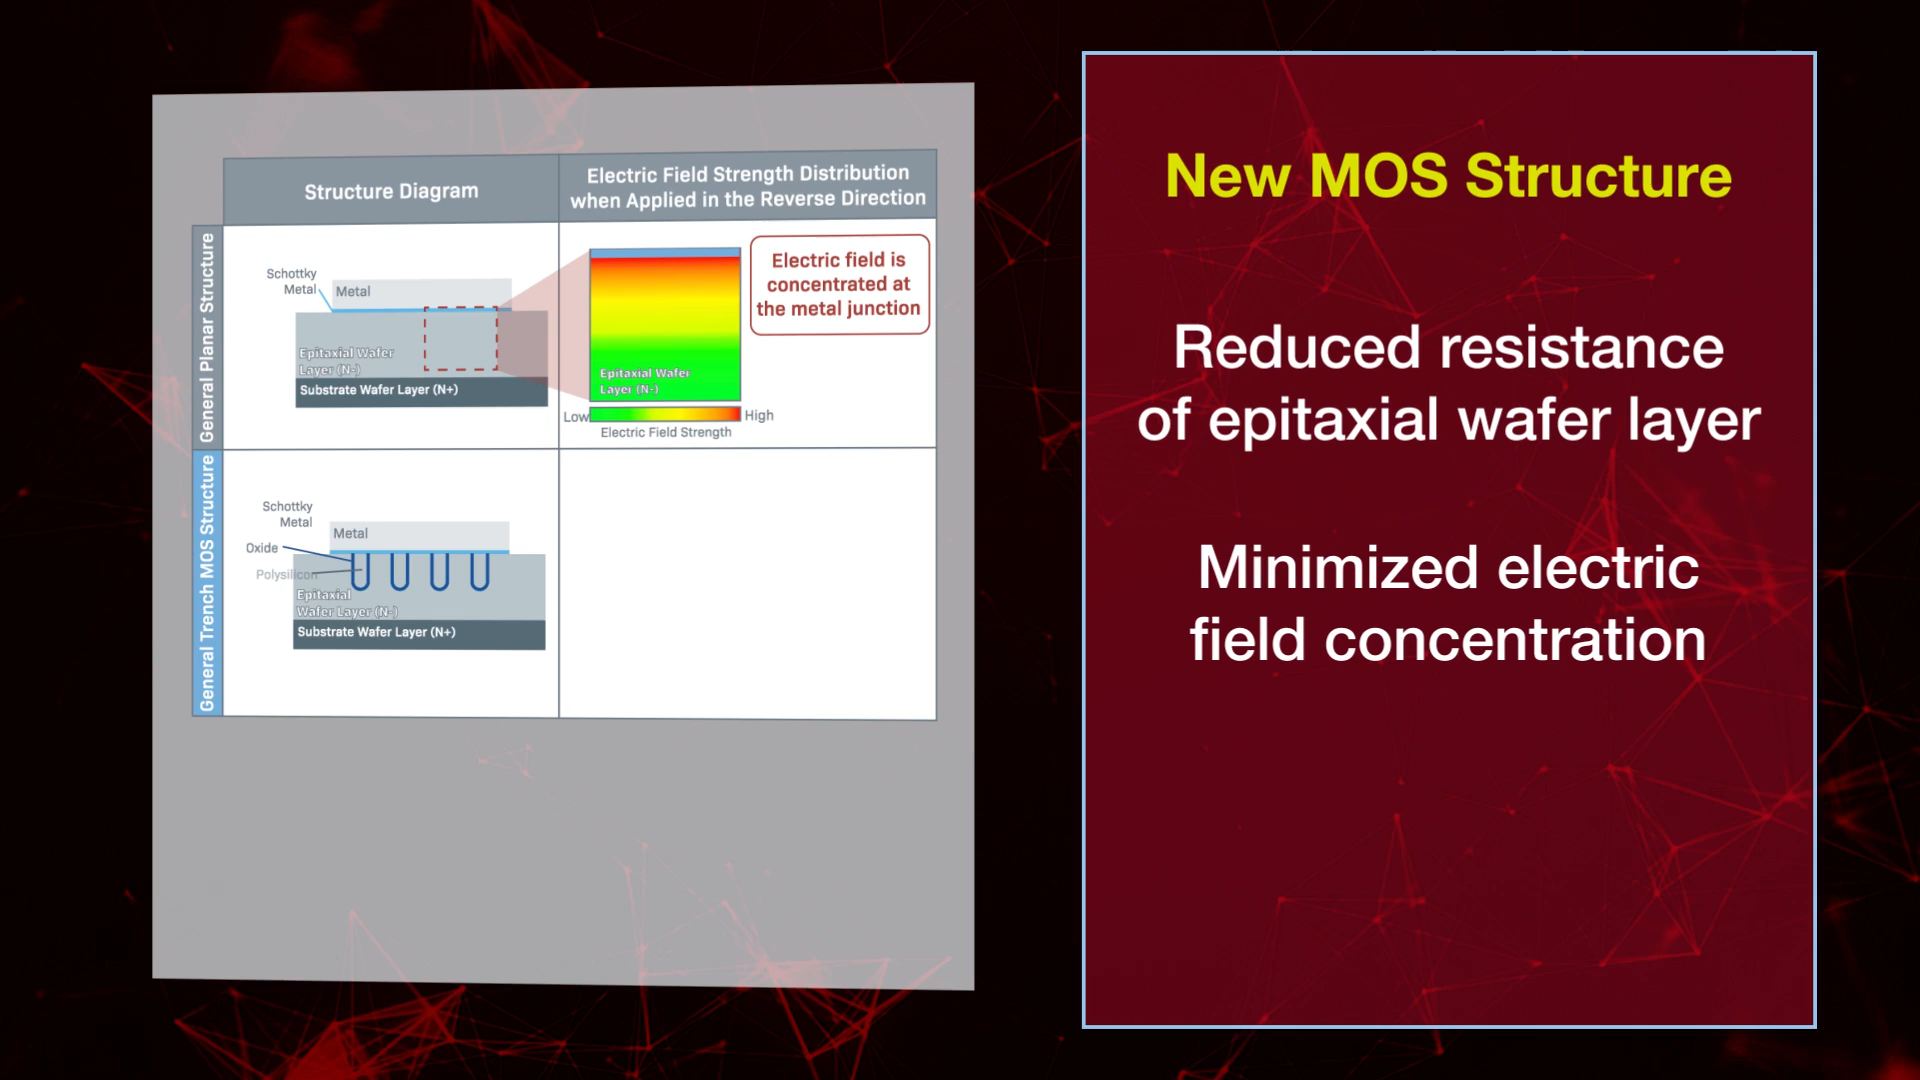 Structure Diagram
Electric Field Strength Distribution
when Applied in the Reverse Direction
General Planar Structure
Schottky
Metal
Metal
Epitaxial Wafer
Layer (N-)
Substrate Wafer Layer (N+)
Epitaxial Wafer
Layer (N-)
Low
High
Electric Field Strength
Electric field is
concentrated at
the metal junction
General Trench MOS Structure
Schottky
Metal
Metal
Oxide
Polysilicon
Epitaxial
Wafer Layer (N-)
Substrate Wafer Layer (N+)
New MOS Structure
Reduced resistance
of epitaxial wafer layer
Minimized electric
field concentration